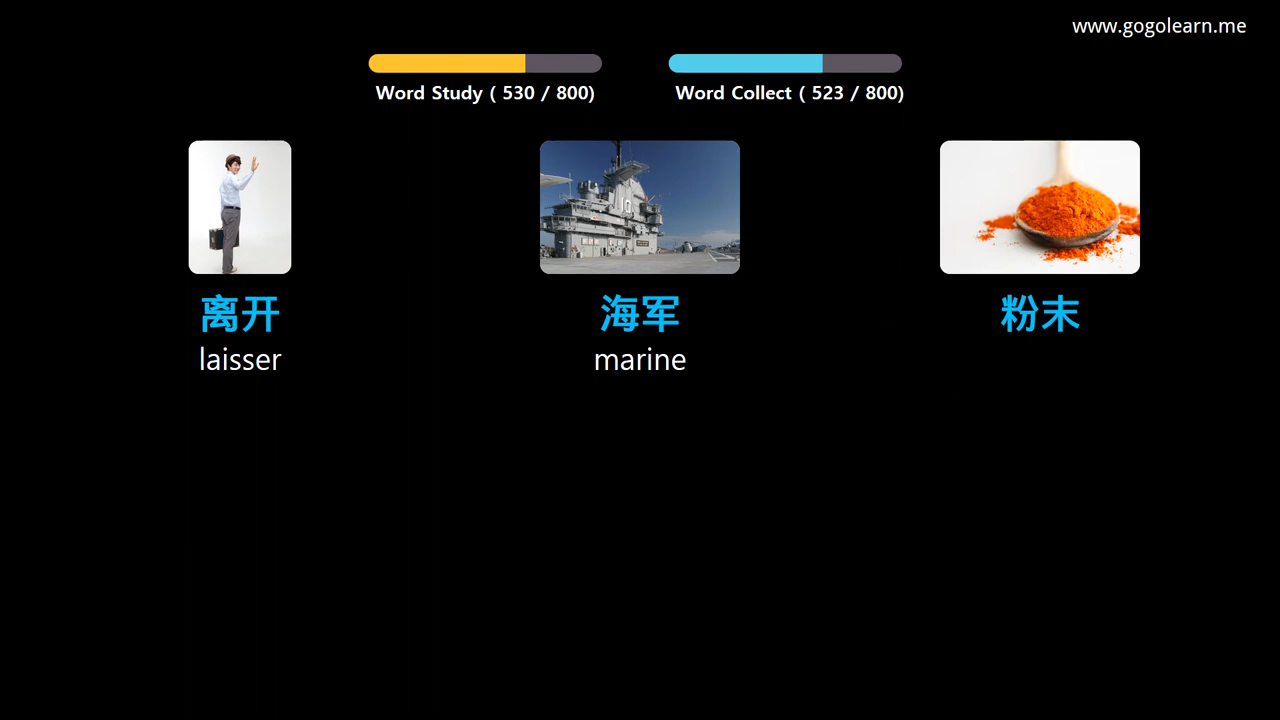 www.gogolearn.me
Word Study ( 530 / 800)
Word Collect ( 523 / 800)
离开
laisser
海军
marine
粉末